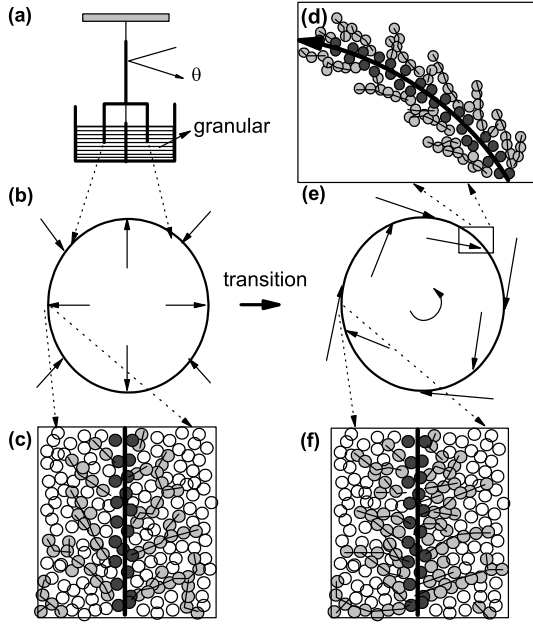 (a)
θ
granular
(b)
transition
(c)
(d)
(e)
(f)